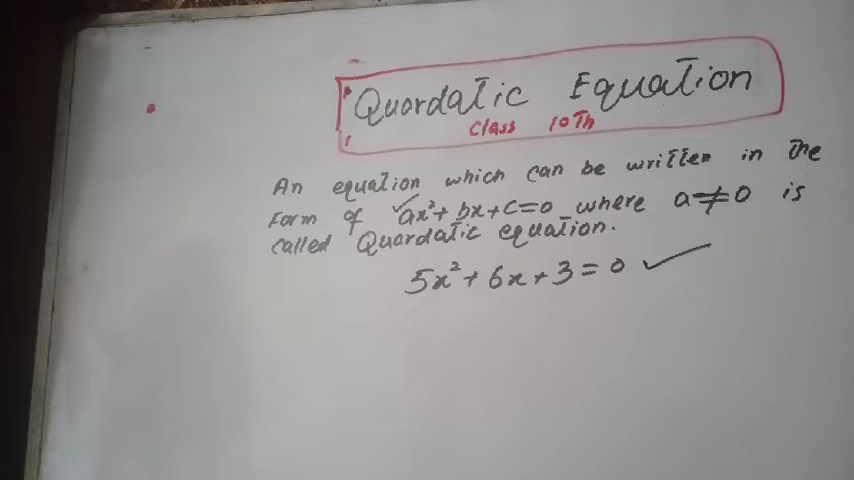 Quardatic Equation
Class 10Th
An equation which can be written in the
Form of ax²+bx+c=0 where a≠0 is
called Quardatic equation.
5x²+6x+3=0